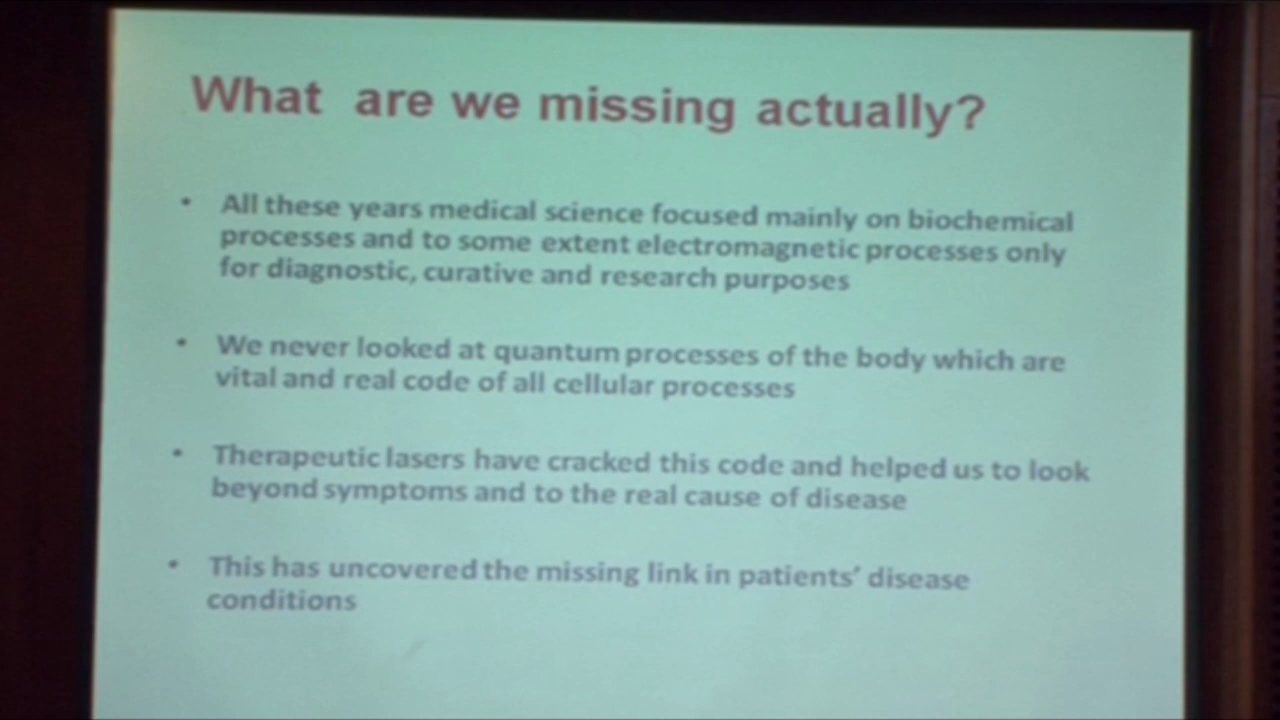 What are we missing actually?
• All these years medical science focused mainly on biochemical
processes and to some extent electromagnetic processes only
for diagnostic, curative and research purposes
• We never looked at quantum processes of the body which are
vital and real code of all cellular processes
• Therapeutic lasers have cracked this code and helped us to look
beyond symptoms and to the real cause of disease
• This has uncovered the missing link in patients’ disease
conditions